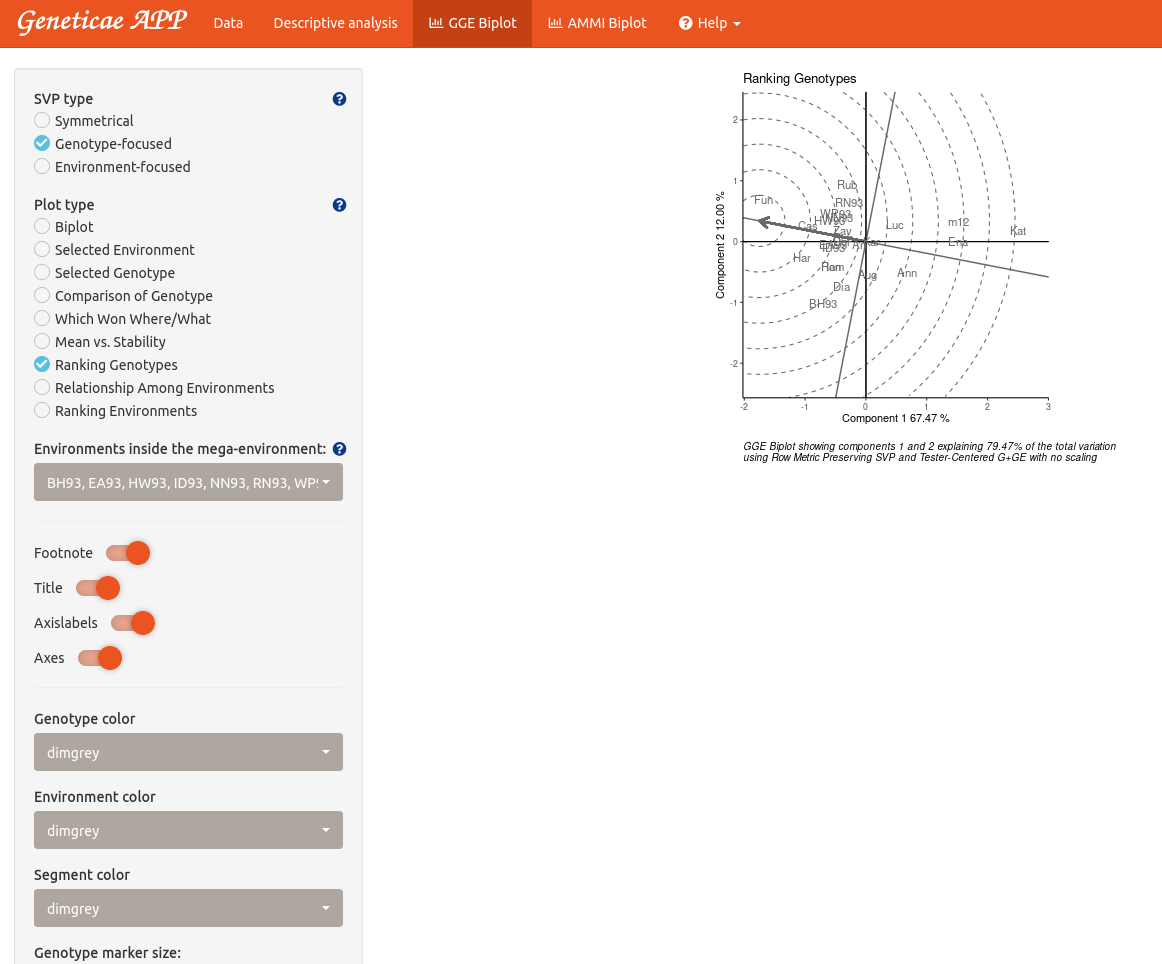 Geneticae APP
Data
Descriptive analysis
GGE Biplot
AMMI Biplot
Help
SVP type
Symmetrical
Genotype-focused
Environment-focused
Plot type
Biplot
Selected Environment
Selected Genotype
Comparison of Genotype
Which Won Where/What
Mean vs. Stability
Ranking Genotypes
Relationship Among Environments
Ranking Environments
Environments inside the mega-environment:
BH93, EA93, HW93, ID93, NN93, RN93, WP9
Footnote
Title
Axislabels
Axes
Genotype color
dimgrey
Environment color
dimgrey
Segment color
dimgrey
Genotype marker size:
Ranking Genotypes
Component 2 12.00 %
2
1
0
-1
-2
Fun
Rub
RN93
WP93
NN93
HW93
Cas
Zav
Luc
m12
Kat
Ena
ID93
Har
Ham
Aug
Ann
Dia
BH93
-2
-1
0
1
2
3
Component 1 67.47 %
GGE Biplot showing components 1 and 2 explaining 79.47% of the total variation
using Row Metric Preserving SVP and Tester-Centered G+GE with no scaling